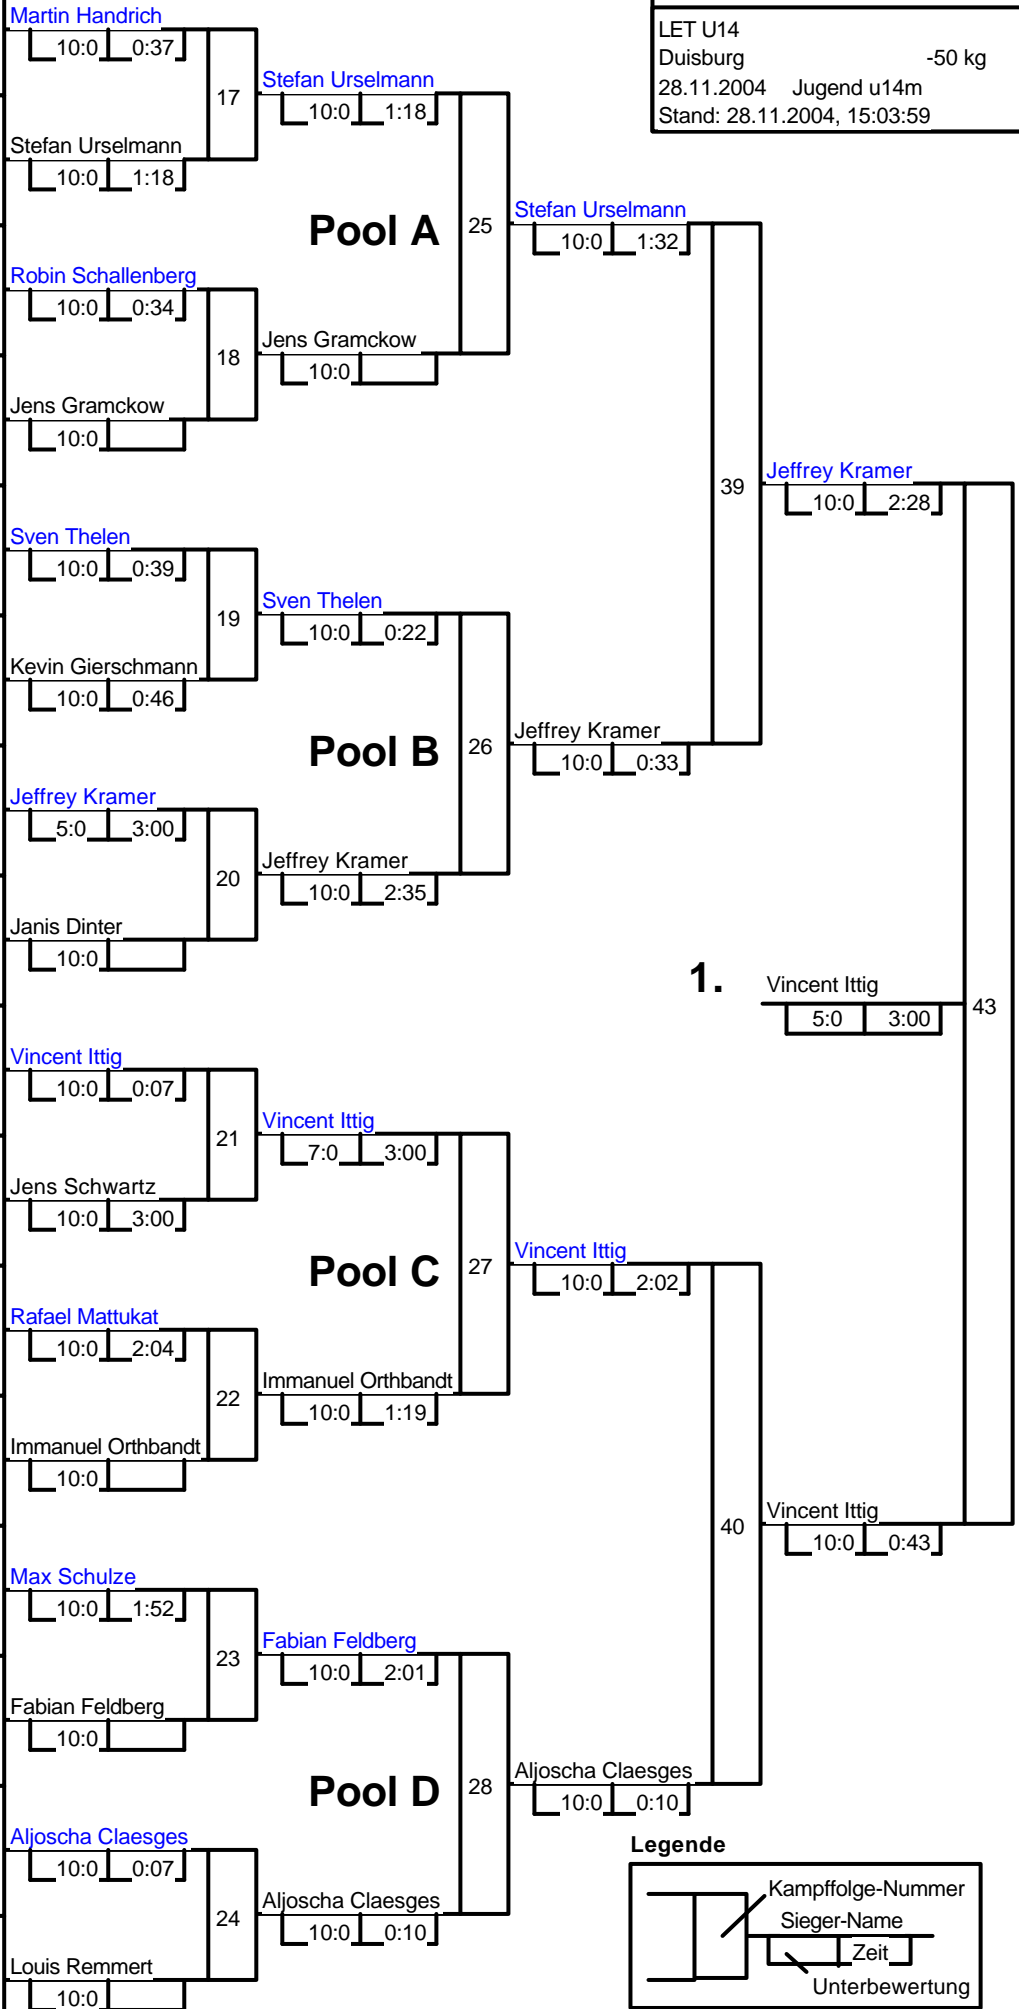 LET U14
Duisburg -50 kg
28.11.2004 Jugend u14m
Stand: 28.11.2004, 15:03:59
Martin Handrich
10:0 0:37
17
Stefan Urselmann
10:0 1:18
Stefan Urselmann
10:0 1:18
Pool A
25
Stefan Urselmann
10:0 1:32
Robin Schallenberg
10:0 0:34
18
Jens Gramckow
10:0
Jens Gramckow
10:0
39
Jeffrey Kramer
10:0 2:28
Sven Thelen
10:0 0:39
19
Sven Thelen
10:0 0:22
Kevin Gierschmann
10:0 0:46
Pool B
26
Jeffrey Kramer
10:0 0:33
Jeffrey Kramer
5:0 3:00
20
Jeffrey Kramer
10:0 2:35
Janis Dinter
10:0
1.
Vincent Ittig
5:0 3:00
43
Vincent Ittig
10:0 0:07
21
Vincent Ittig
7:0 3:00
Jens Schwartz
10:0 3:00
Pool C
27
Vincent Ittig
10:0 2:02
Rafael Mattukat
10:0 2:04
22
Immanuel Orthbandt
10:0 1:19
Immanuel Orthbandt
10:0
40
Vincent Ittig
10:0 0:43
Max Schulze
10:0 1:52
23
Fabian Feldberg
10:0 2:01
Fabian Feldberg
10:0
Pool D
28
Aljoscha Claesges
10:0 0:10
Aljoscha Claesges
10:0 0:07
24
Aljoscha Claesges
10:0 0:10
Louis Remmert
10:0
Legende
Kampffolge-Nummer
Sieger-Name
Zeit
Unterbewertung